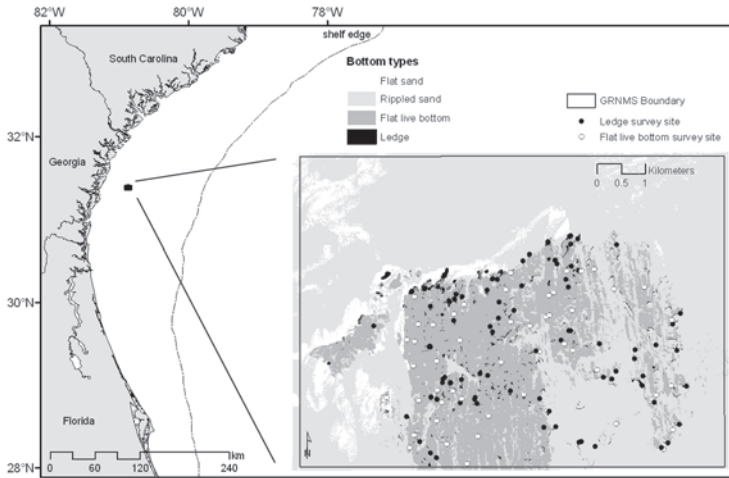 82°W 80°W 78°W
shelf edge
South Carolina
Bottom types
Flat sand
Rippled sand
Flat live bottom
Ledge
GRNMS Boundary
Ledge survey site
Flat live bottom survey site
32°N
Georgia
Kilometers
0 0.5 1
30°N
Florida
km
0 60 120 240
28°N
N